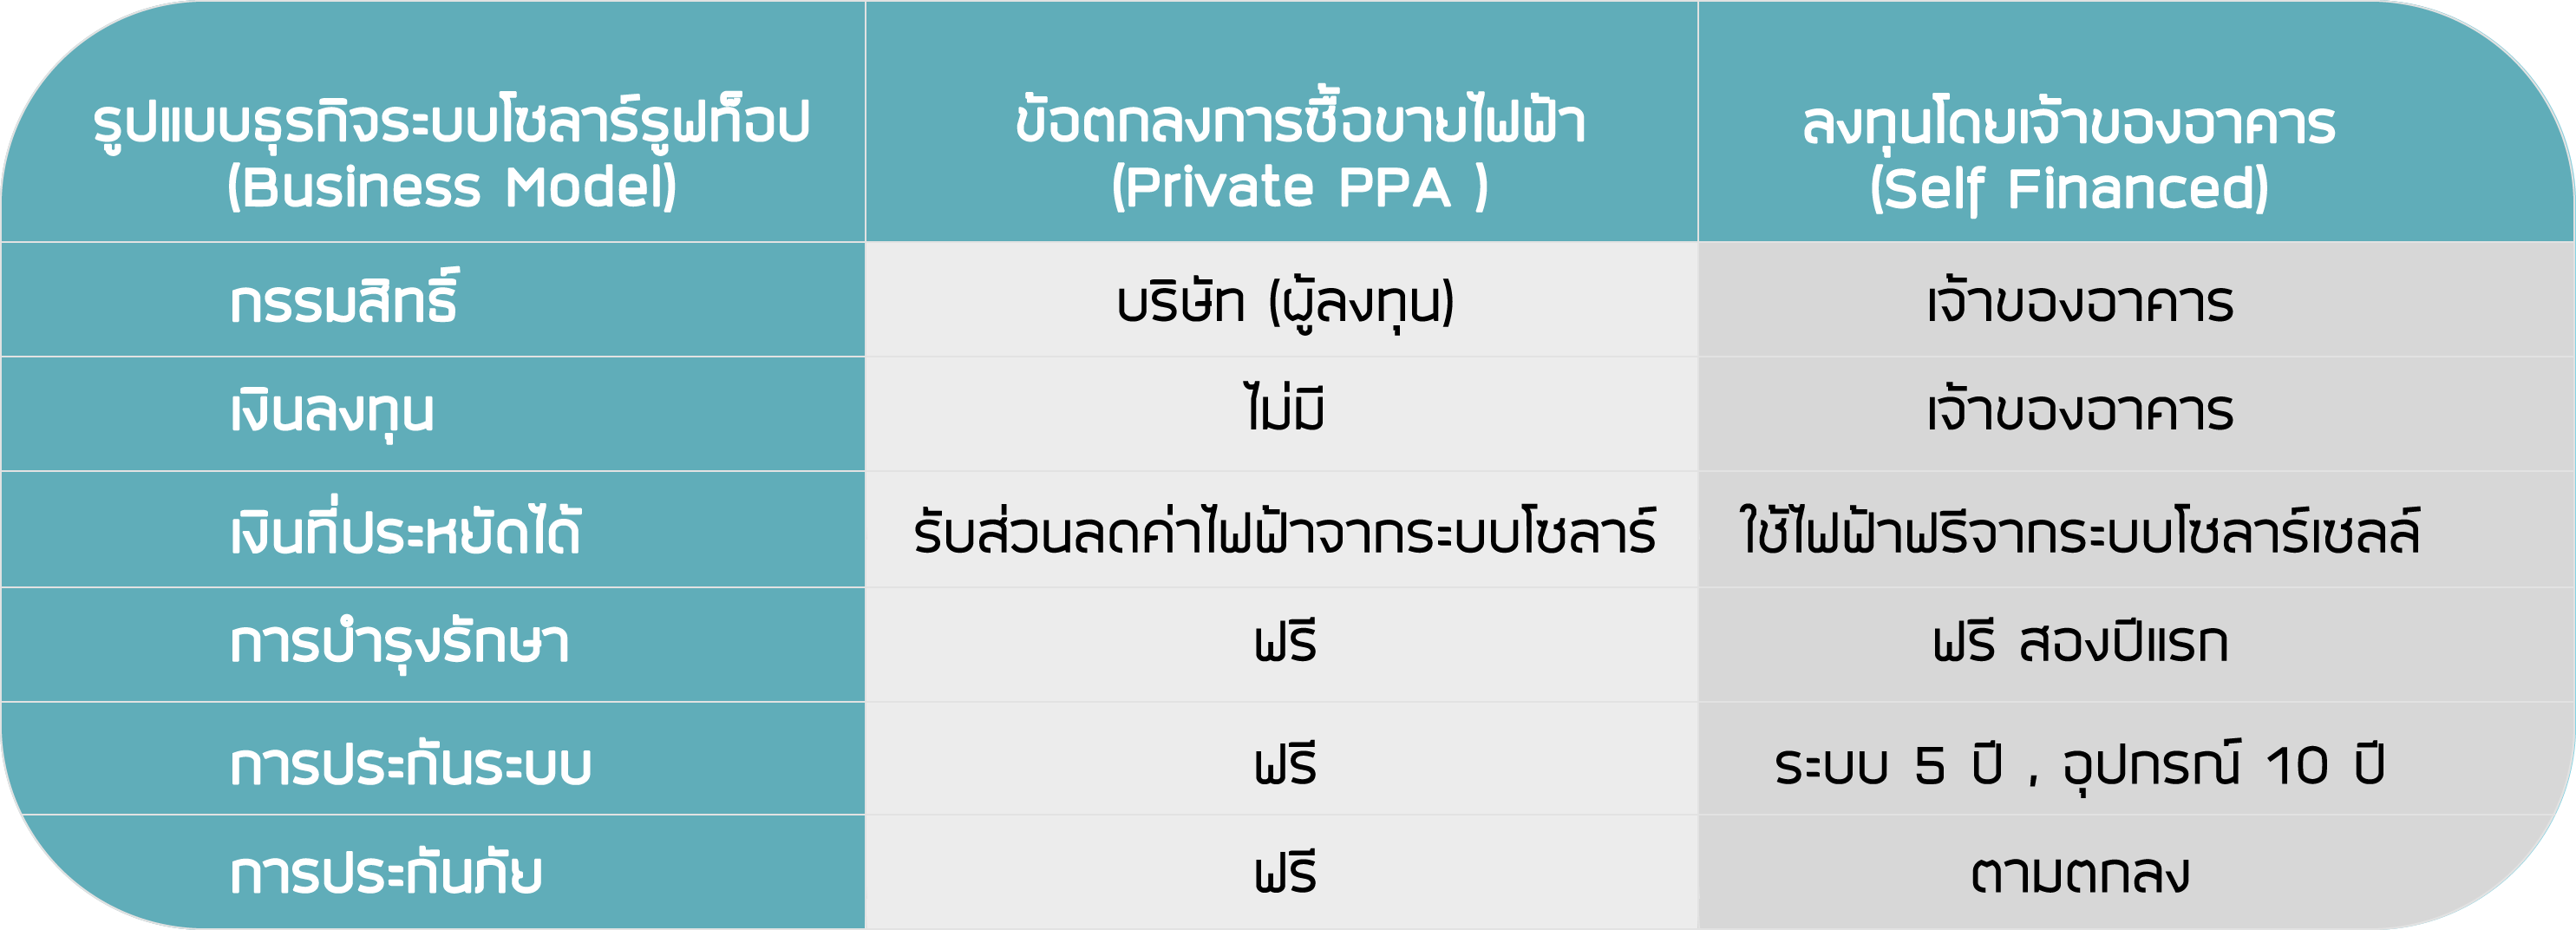 รูปแบบธุรกิจระบบโซลาร์รูฟท็อป
(Business Model)
ข้อตกลงการซื้อขายไฟฟ้า
(Private PPA )
ลงทุนโดยเจ้าของอาคาร
(Self Financed)
กรรมสิทธิ์ บริษัท (ผู้ลงทุน) เจ้าของอาคาร
เงินลงทุน ไม่มี เจ้าของอาคาร
เงินที่ประหยัดได้ รับส่วนลดค่าไฟฟ้าจากระบบโซลาร์ ใช้ไฟฟ้าฟรีจากระบบโซลาร์เซลล์
การบำรุงรักษา ฟรี ฟรี สองปีแรก
การประกันระบบ ฟรี ระบบ 5 ปี , อุปกรณ์ 10 ปี
การประกันภัย ฟรี ตามตกลง